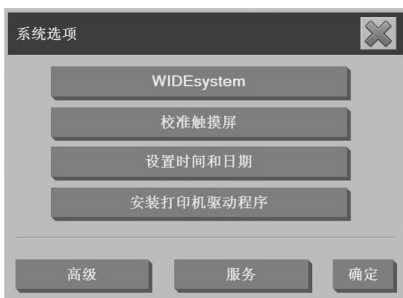 系统选项
WIDEsystem
校准触摸屏
设置时间和日期
安装打印机驱动程序
高级 服务 确定